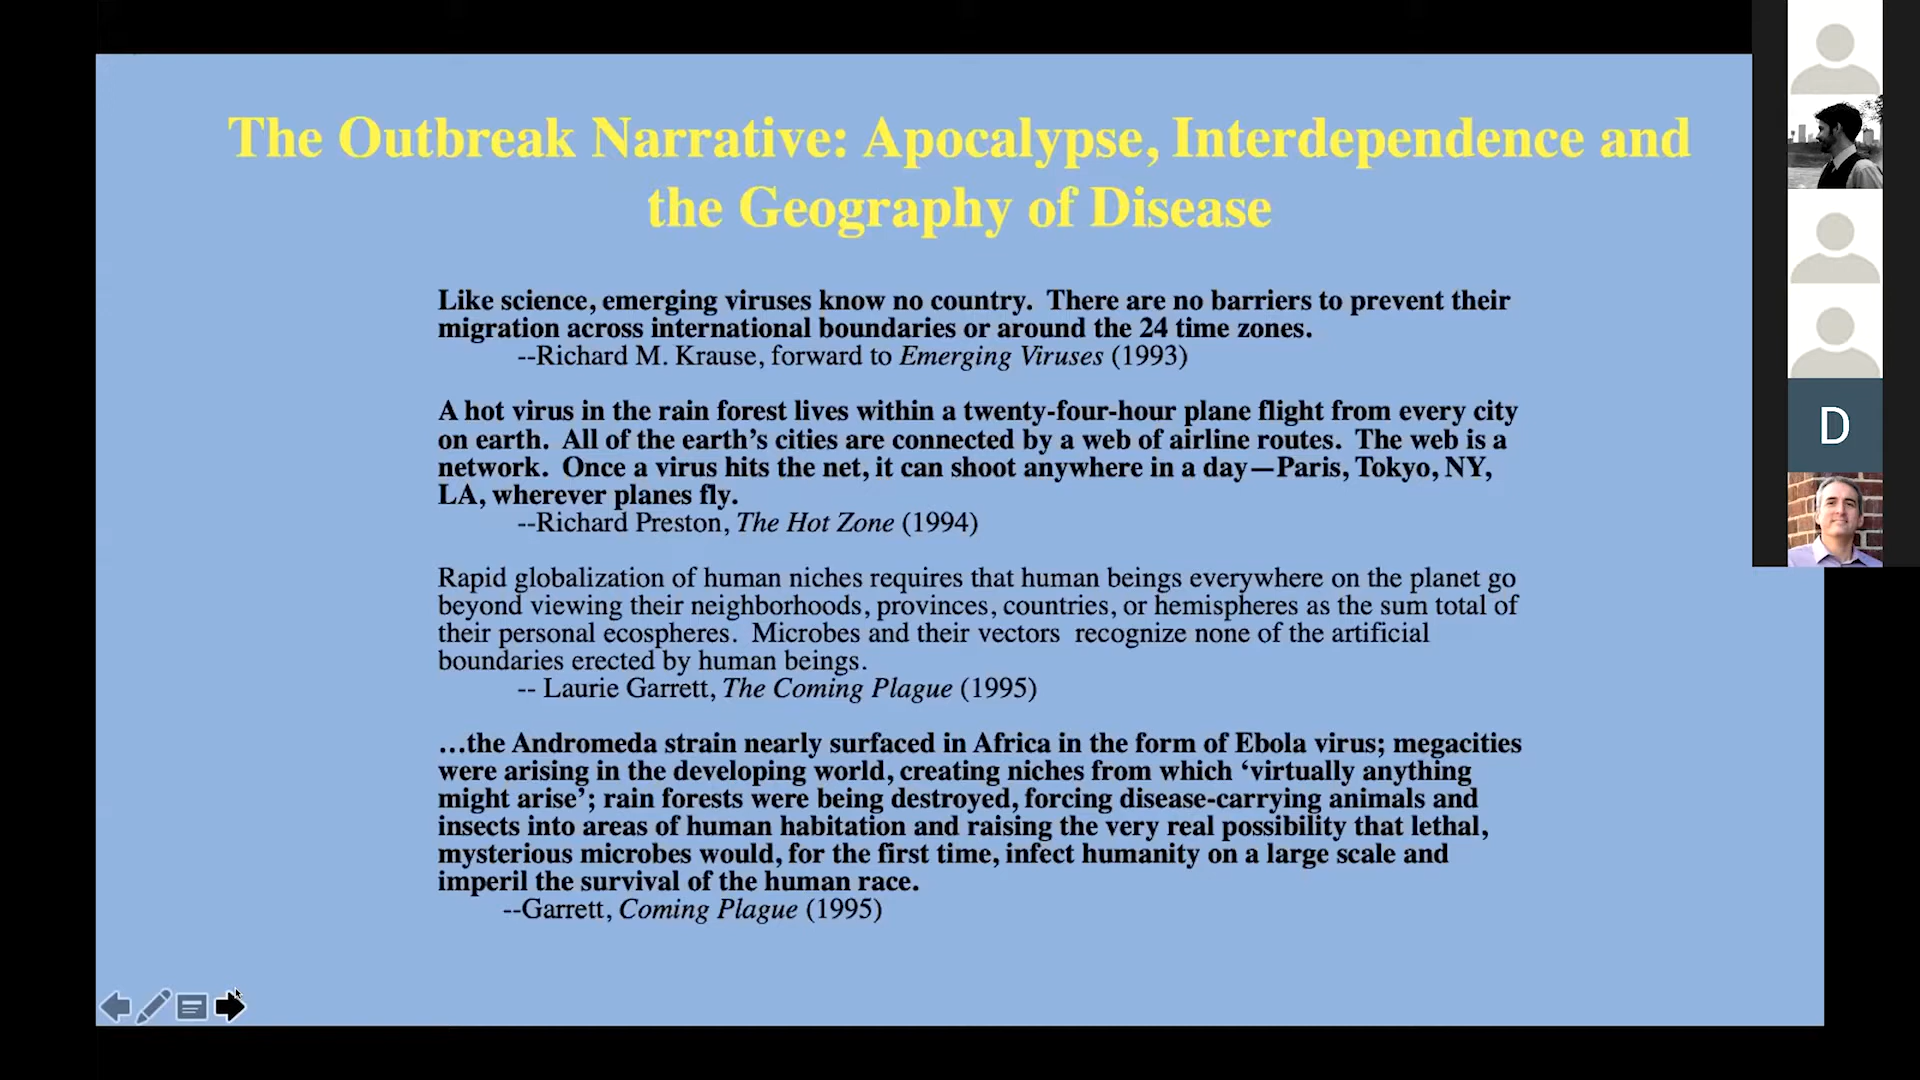 The Outbreak Narrative: Apocalypse, Interdependence and
the Geography of Disease
Like science, emerging viruses know no country.  There are no barriers to prevent their
migration across international boundaries or around the 24 time zones.
--Richard M. Krause, forward to Emerging Viruses (1993)
A hot virus in the rain forest lives within a twenty-four-hour plane flight from every city
on earth.  All of the earth’s cities are connected by a web of airline routes.  The web is a
network.  Once a virus hits the net, it can shoot anywhere in a day—Paris, Tokyo, NY,
LA, wherever planes fly.
--Richard Preston, The Hot Zone (1994)
Rapid globalization of human niches requires that human beings everywhere on the planet go
beyond viewing their neighborhoods, provinces, countries, or hemispheres as the sum total of
their personal ecospheres.  Microbes and their vectors  recognize none of the artificial
boundaries erected by human beings.
-- Laurie Garrett, The Coming Plague (1995)
…the Andromeda strain nearly surfaced in Africa in the form of Ebola virus; megacities
were arising in the developing world, creating niches from which ‘virtually anything
might arise’; rain forests were being destroyed, forcing disease-carrying animals and
insects into areas of human habitation and raising the very real possibility that lethal,
mysterious microbes would, for the first time, infect humanity on a large scale and
imperil the survival of the human race.
--Garrett, Coming Plague (1995)
D